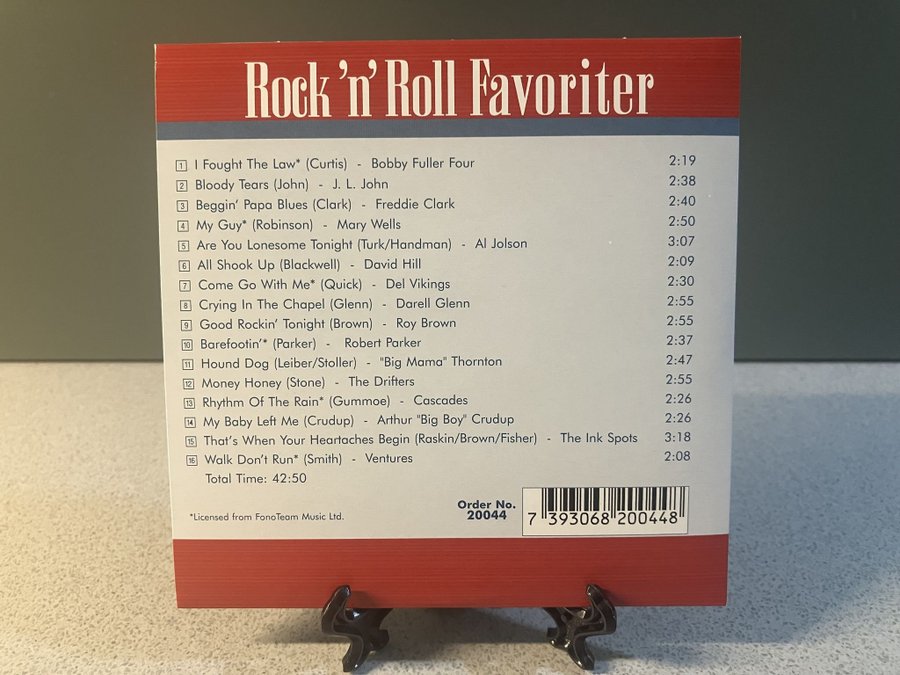 Rock 'n' Roll Favoriter
1 I Fought The Law* (Curtis) - Bobby Fuller Four 2:19
2 Bloody Tears (John) - J. L. John 2:38
3 Beggin' Papa Blues (Clark) - Freddie Clark 2:40
4 My Guy* (Robinson) - Mary Wells 2:50
5 Are You Lonesome Tonight (Turk/Handman) - Al Jolson 3:07
6 All Shook Up (Blackwell) - David Hill 2:09
7 Come Go With Me* (Quick) - Del Vikings 2:30
8 Crying In The Chapel (Glenn) - Darell Glenn 2:55
9 Good Rockin' Tonight (Brown) - Roy Brown 2:55
10 Barefootin'* (Parker) - Robert Parker 2:37
11 Hound Dog (Leiber/Stoller) - "Big Mama" Thornton 2:47
12 Money Honey (Stone) - The Drifters 2:55
13 Rhythm Of The Rain* (Gummoe) - Cascades 2:26
14 My Baby Left Me (Crudup) - Arthur "Big Boy" Crudup 2:26
15 That's When Your Heartaches Begin (Raskin/Brown/Fisher) - The Ink Spots 3:18
16 Walk Don't Run* (Smith) - Ventures 2:08
Total Time: 42:50
*Licensed from FonoTeam Music Ltd.
Order No.
20044
7 393068 200448